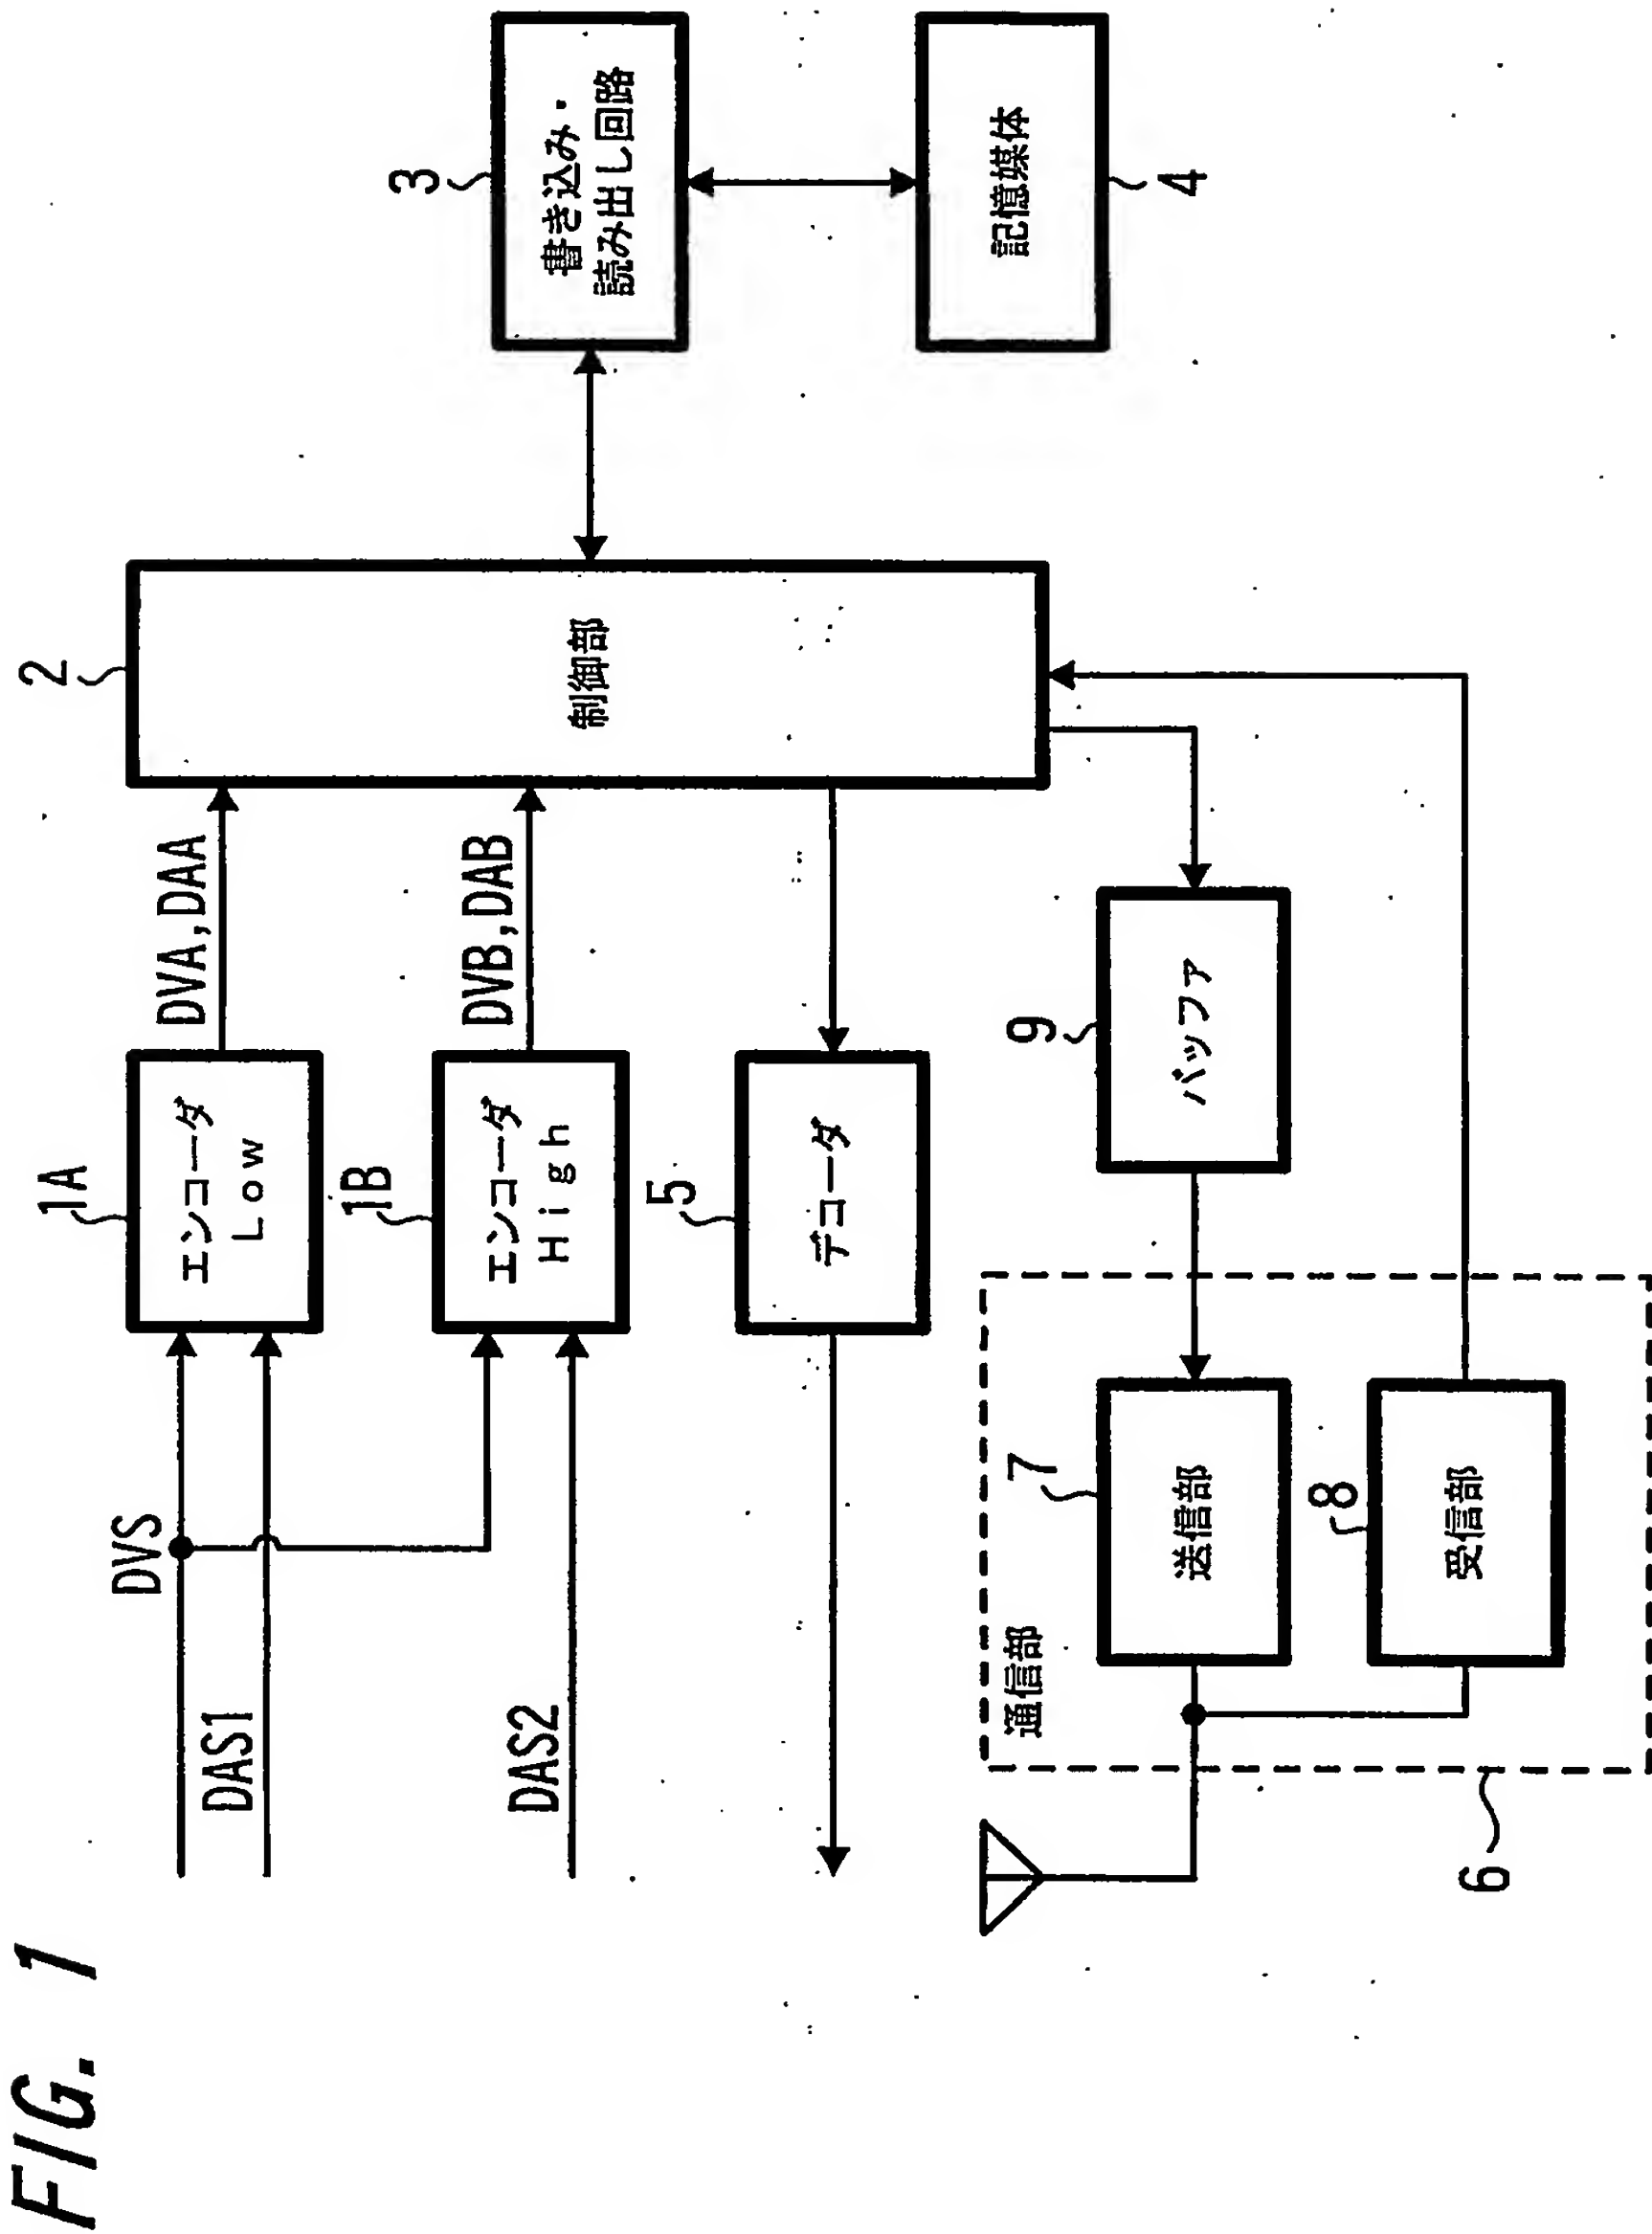 FIG. 1
DVS
DAS1
DAS2
1A
エンコーダ
Low
DVA,DAA
1B
エンコーダ
High
DVB,DAB
2
制御部
3
書き込み・
読み出し回路
4
記憶媒体
5
デコーダ
通信部
6
7
送信部
8
受信部
9
バッファ